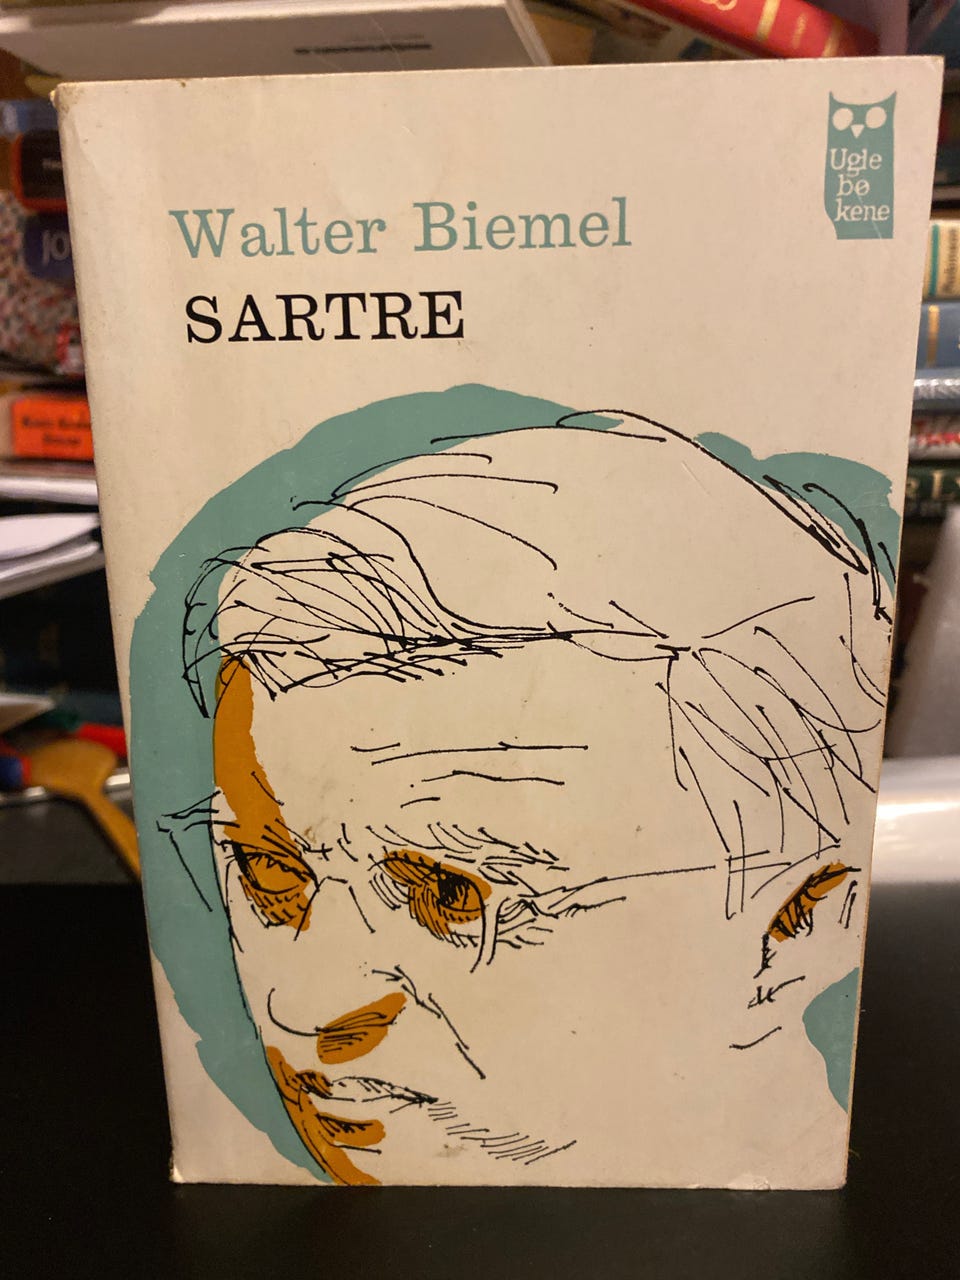 Ugle
bø
kene
Walter Biemel
SARTRE